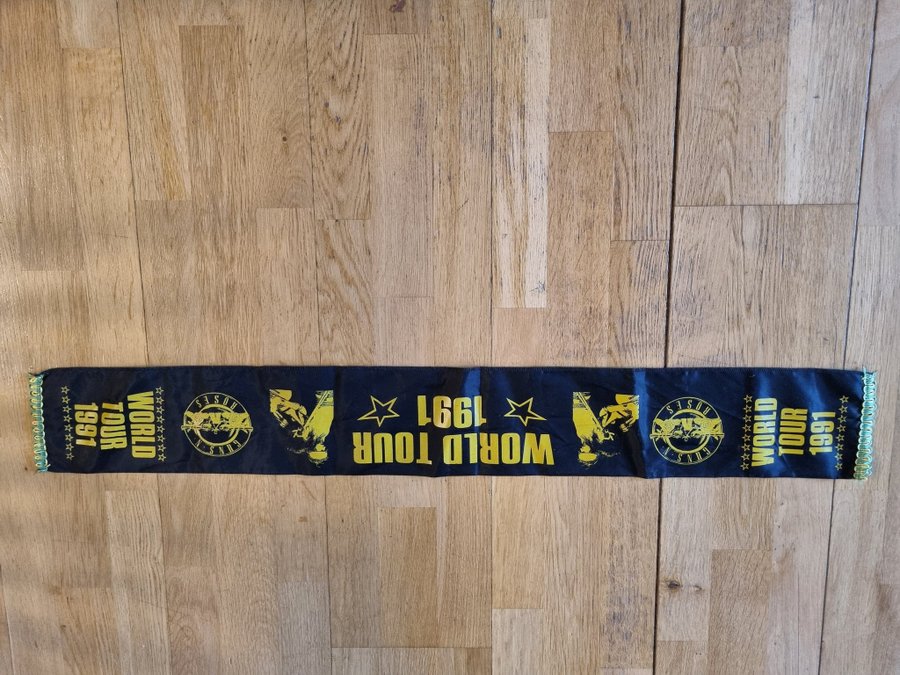 WORLD
TOUR
1991
GUNS N'
ROSES
WORLD TOUR
1991
GUNS N'
ROSES
WORLD
TOUR
1991